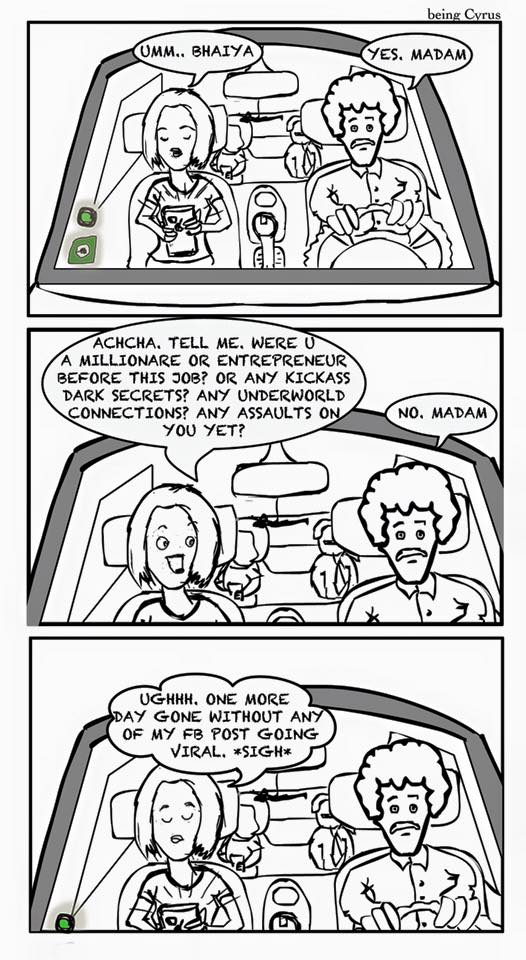 being Cyrus
UMM.. BHAIYA
YES. MADAM
ACHCHA. TELL ME. WERE U
A MILLIONARE OR ENTREPRENEUR
BEFORE THIS JOB? OR ANY KICKASS
DARK SECRETS? ANY UNDERWORLD
CONNECTIONS? ANY ASSAULTS ON
YOU YET?
NO. MADAM
UGHHH. ONE MORE
DAY GONE WITHOUT ANY
OF MY FB POST GOING
VIRAL. *SIGH*